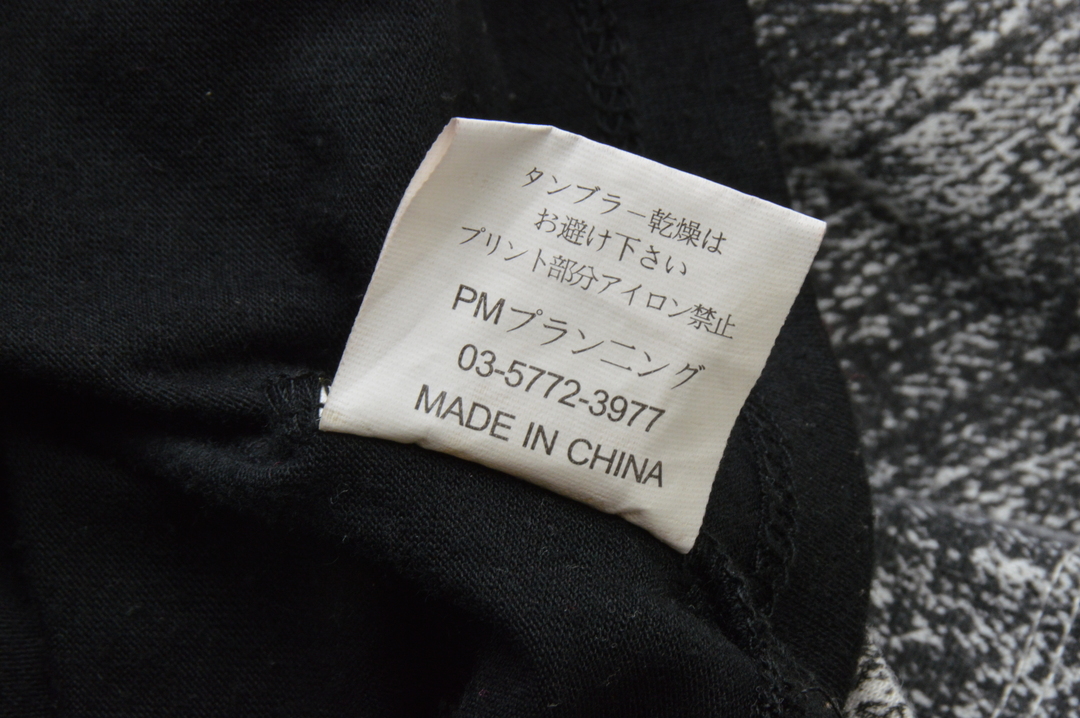 タンブラー乾燥は
お避け下さい
プリント部分アイロン禁止
PMプランニング
03-5772-3977
MADE IN CHINA